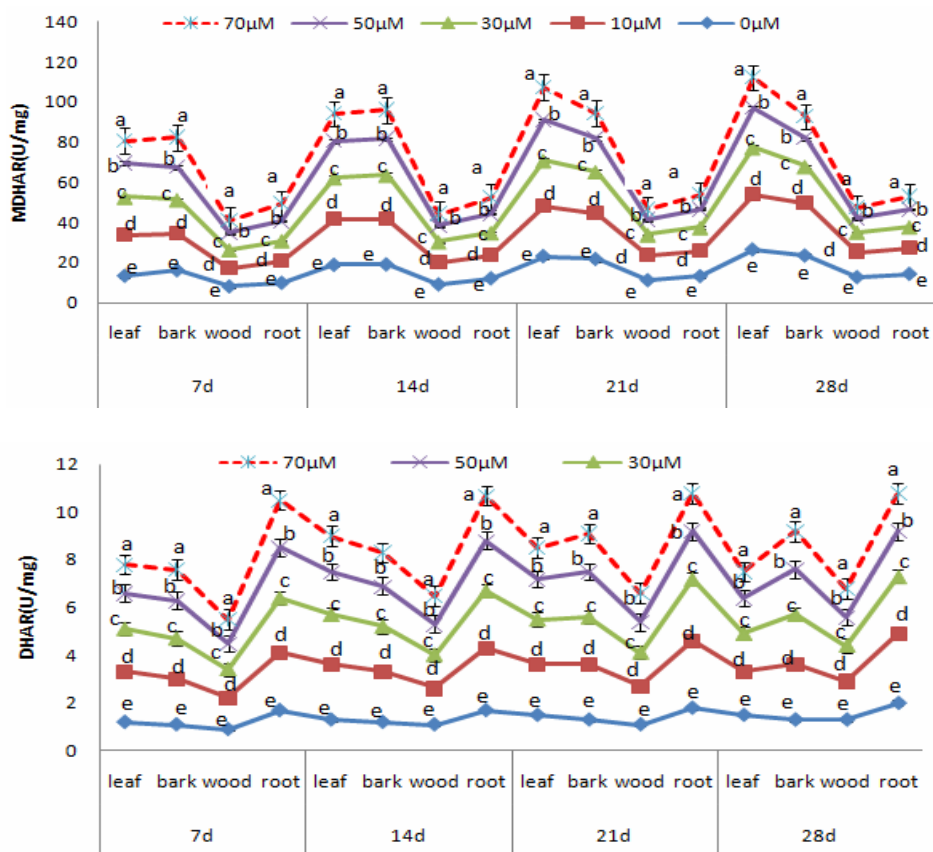 140
70µM 50µM 30µM 10µM 0µM
120
100
80
60
40
20
0
MDHAR(U/mg)
a a a a a a a a a a a a a a a a
b b b b b b b b b b b b b b b b
c c c c c c c c c c c c c c c c
d d d d d d d d d d d d d d d d
e e e e e e e e e e e e e e e e
leaf bark wood root leaf bark wood root leaf bark wood root leaf bark wood root
7d 14d 21d 28d
12
70µM 50µM 30µM
10
8
6
4
2
0
DHAR(U/mg)
a a a a a a a a a a a a a a a a
b b b b b b b b b b b b b b b b
c c c c c c c c c c c c c c c c
d d d d d d d d d d d d d d d d
e e e e e e e e e e e e e e e e
leaf bark wood root leaf bark wood root leaf bark wood root leaf bark wood root
7d 14d 21d 28d